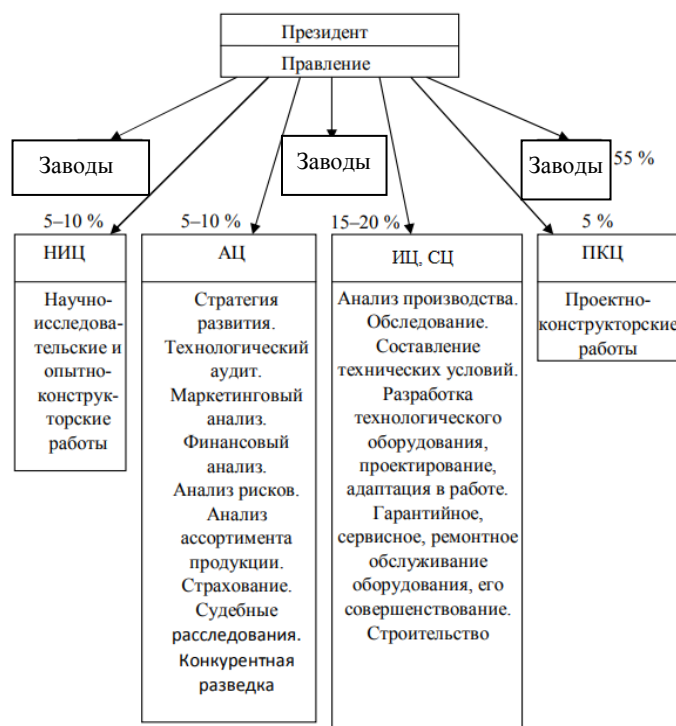 Президент
Правление
Заводы
Заводы
Заводы
55 %
5–10 %
5–10 %
15–20 %
5 %
НИЦ
Научно-
исследова-
тельские и
опытно-
конструк-
торские
работы
АЦ
Стратегия
развития.
Технологический
аудит.
Маркетинговый
анализ.
Финансовый
анализ.
Анализ рисков.
Анализ
ассортимента
продукции.
Страхование.
Судебные
расследования.
Конкурентная
разведка
ИЦ, СЦ
Анализ производства.
Обследование.
Составление
технических условий.
Разработка
технологического
оборудования,
проектирование,
адаптация в работе.
Гарантийное,
сервисное, ремонтное
обслуживание
оборудования, его
совершенствование.
Строительство
ПКЦ
Проектно-
конструкторские
работы